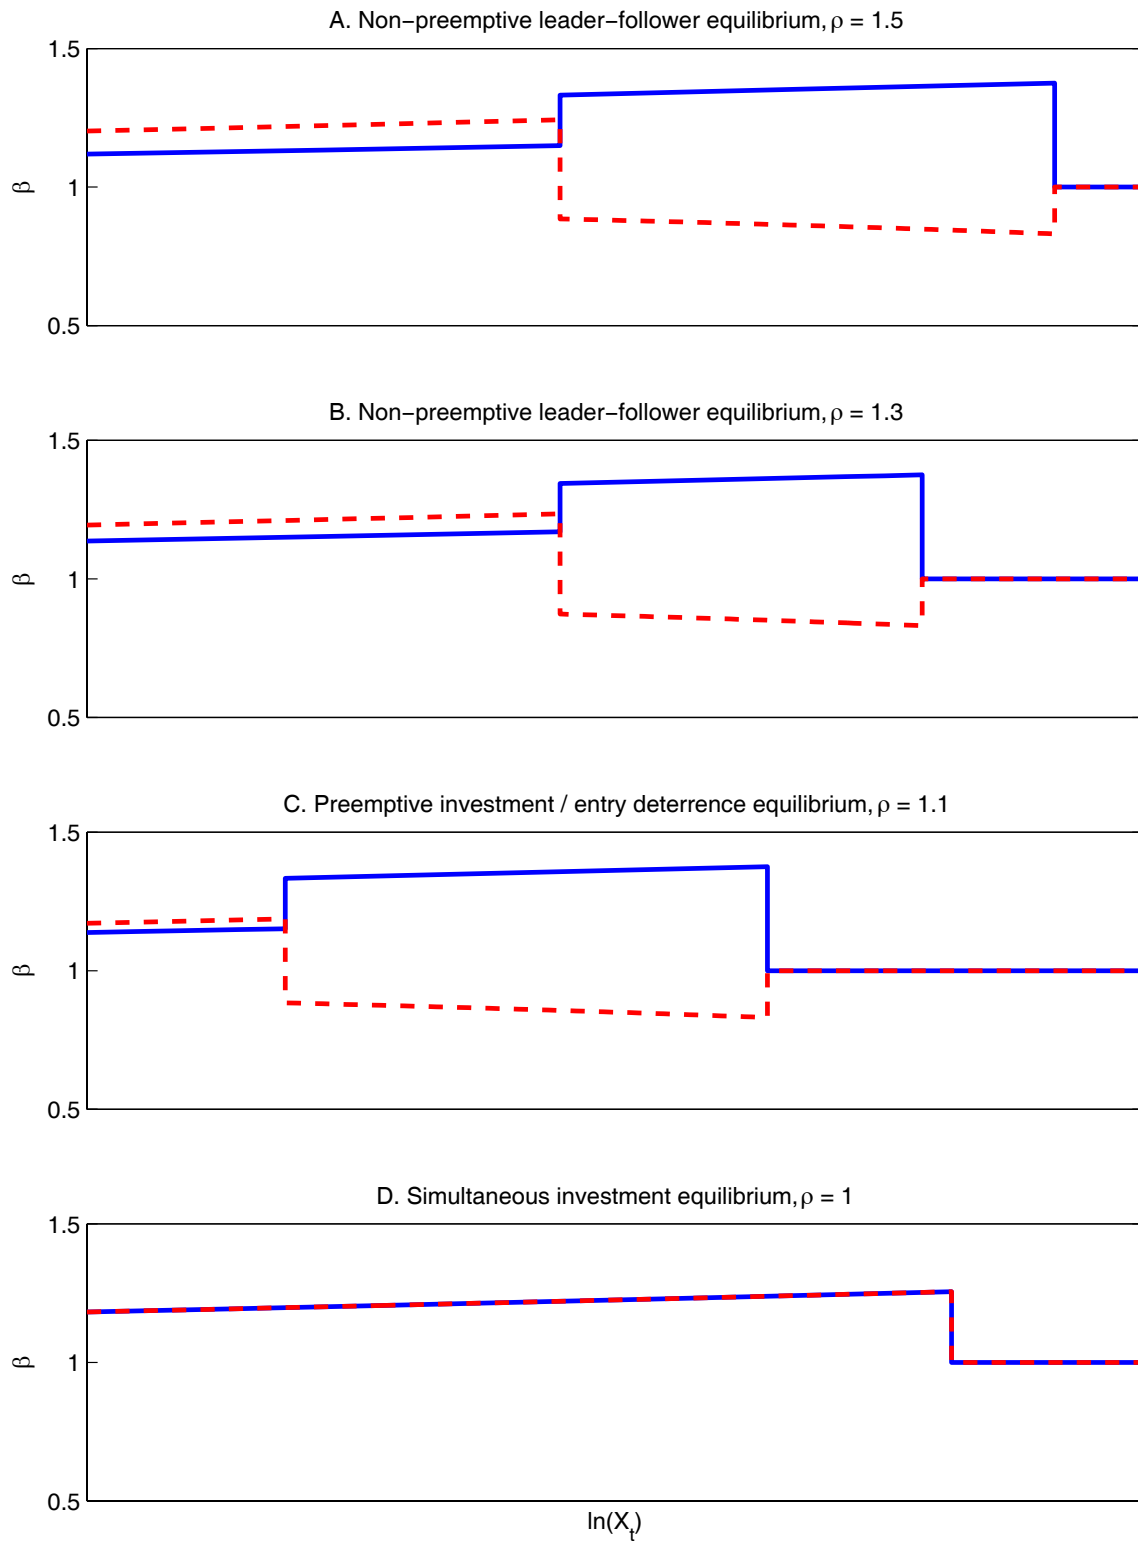 A. Non−preemptive leader−follower equilibrium, ρ = 1.5
1.5
β
1
0.5
B. Non−preemptive leader−follower equilibrium, ρ = 1.3
1.5
β
1
0.5
C. Preemptive investment / entry deterrence equilibrium, ρ = 1.1
1.5
β
1
0.5
D. Simultaneous investment equilibrium, ρ = 1
1.5
β
1
0.5
ln(X_t)